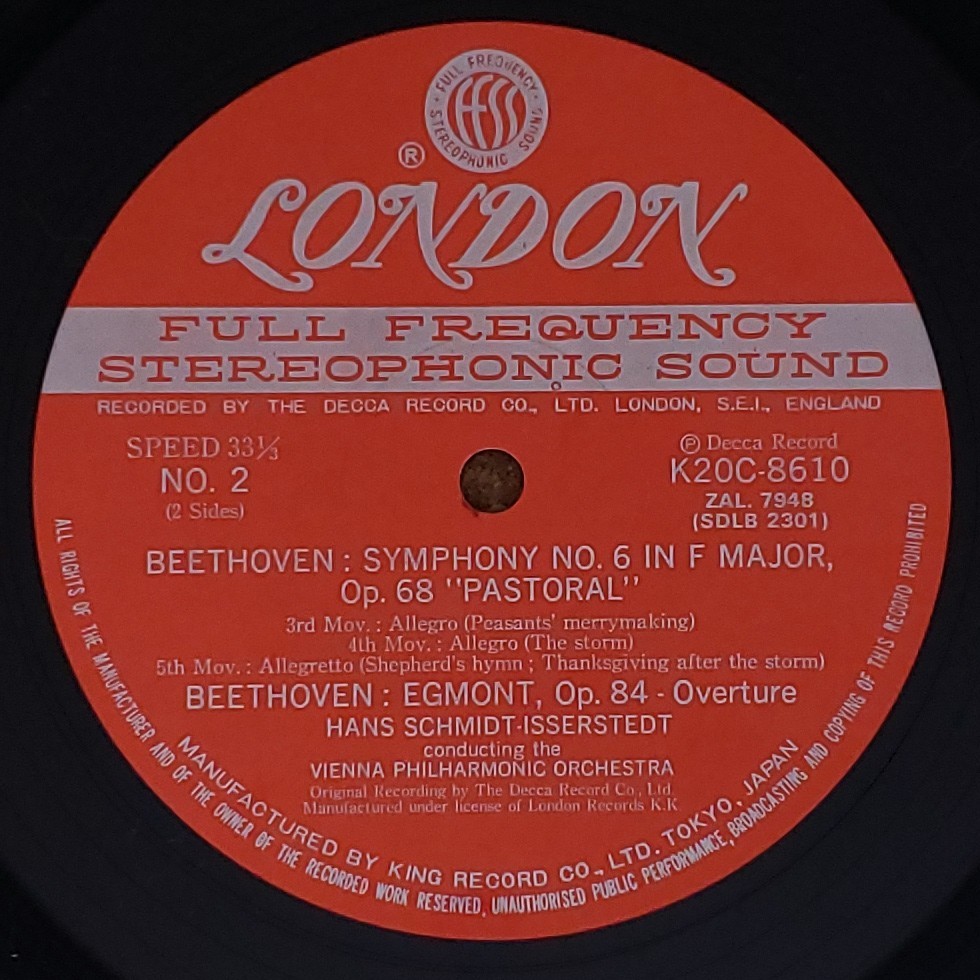 FULL FREQUENCY
ffss
STEREOPHONIC SOUND
®
LONDON
FULL FREQUENCY
STEREOPHONIC SOUND
RECORDED BY THE DECCA RECORD CO., LTD. LONDON, S.E.I., ENGLAND
SPEED 33⅓
NO. 2
(2 Sides)
Ⓟ Decca Record
K20C-8610
ZAL. 7948
(SDLB 2301)
BEETHOVEN : SYMPHONY NO. 6 IN F MAJOR,
Op. 68 "PASTORAL"
3rd Mov. : Allegro (Peasants' merrymaking)
4th Mov. : Allegro (The storm)
5th Mov. : Allegretto (Shepherd's hymn ; Thanksgiving after the storm)
BEETHOVEN : EGMONT, Op. 84 - Overture
HANS SCHMIDT-ISSERSTEDT
conducting the
VIENNA PHILHARMONIC ORCHESTRA
Original Recording by The Decca Record Co., Ltd.
Manufactured under license of London Records K.K.
MANUFACTURED BY KING RECORD CO., LTD. TOKYO, JAPAN
ALL RIGHTS OF THE MANUFACTURER AND OF THE OWNER OF THE RECORDED WORK RESERVED, UNAUTHORISED PUBLIC PERFORMANCE, BROADCASTING AND COPYING OF THIS RECORD PROHIBITED